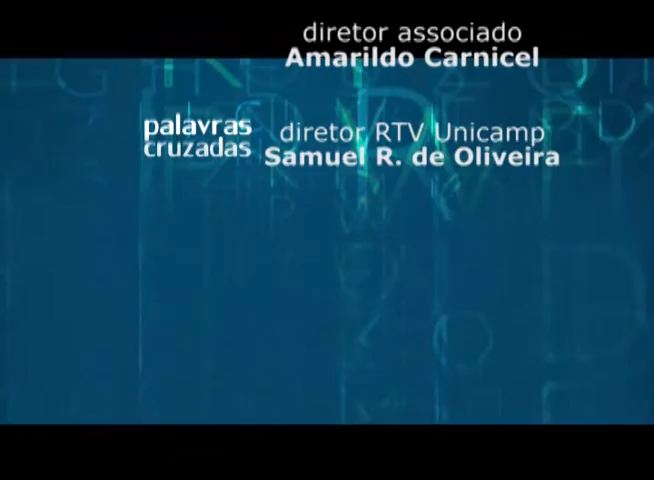 diretor associado
Amarildo Carnicel
palavras
cruzadas
diretor RTV Unicamp
Samuel R. de Oliveira